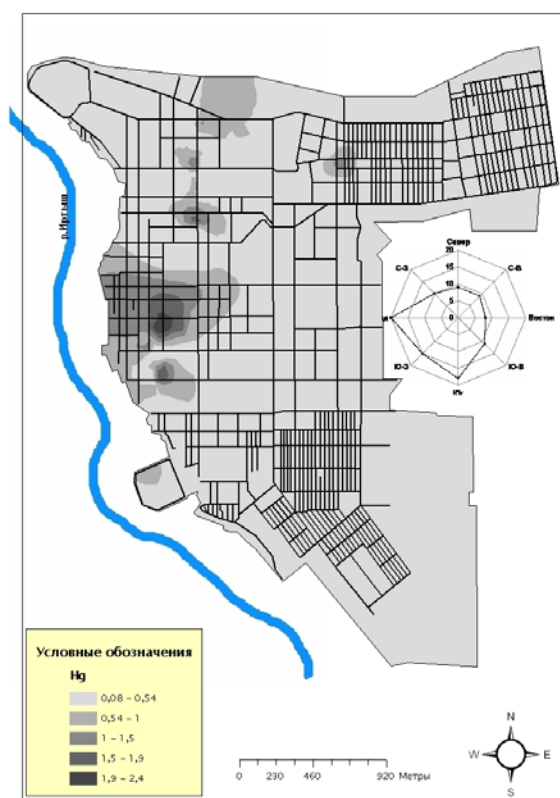 р.Иртыш
Север
20
15
10
5
0
С-З
С-В
Восток
Ю-З
Ю-В
Юг
Условные обозначения
Hg
0,08 – 0,54
0,54 – 1
1 – 1,5
1,5 – 1,9
1,9 – 2,4
0 230 460 920 Метры
N
W E
S